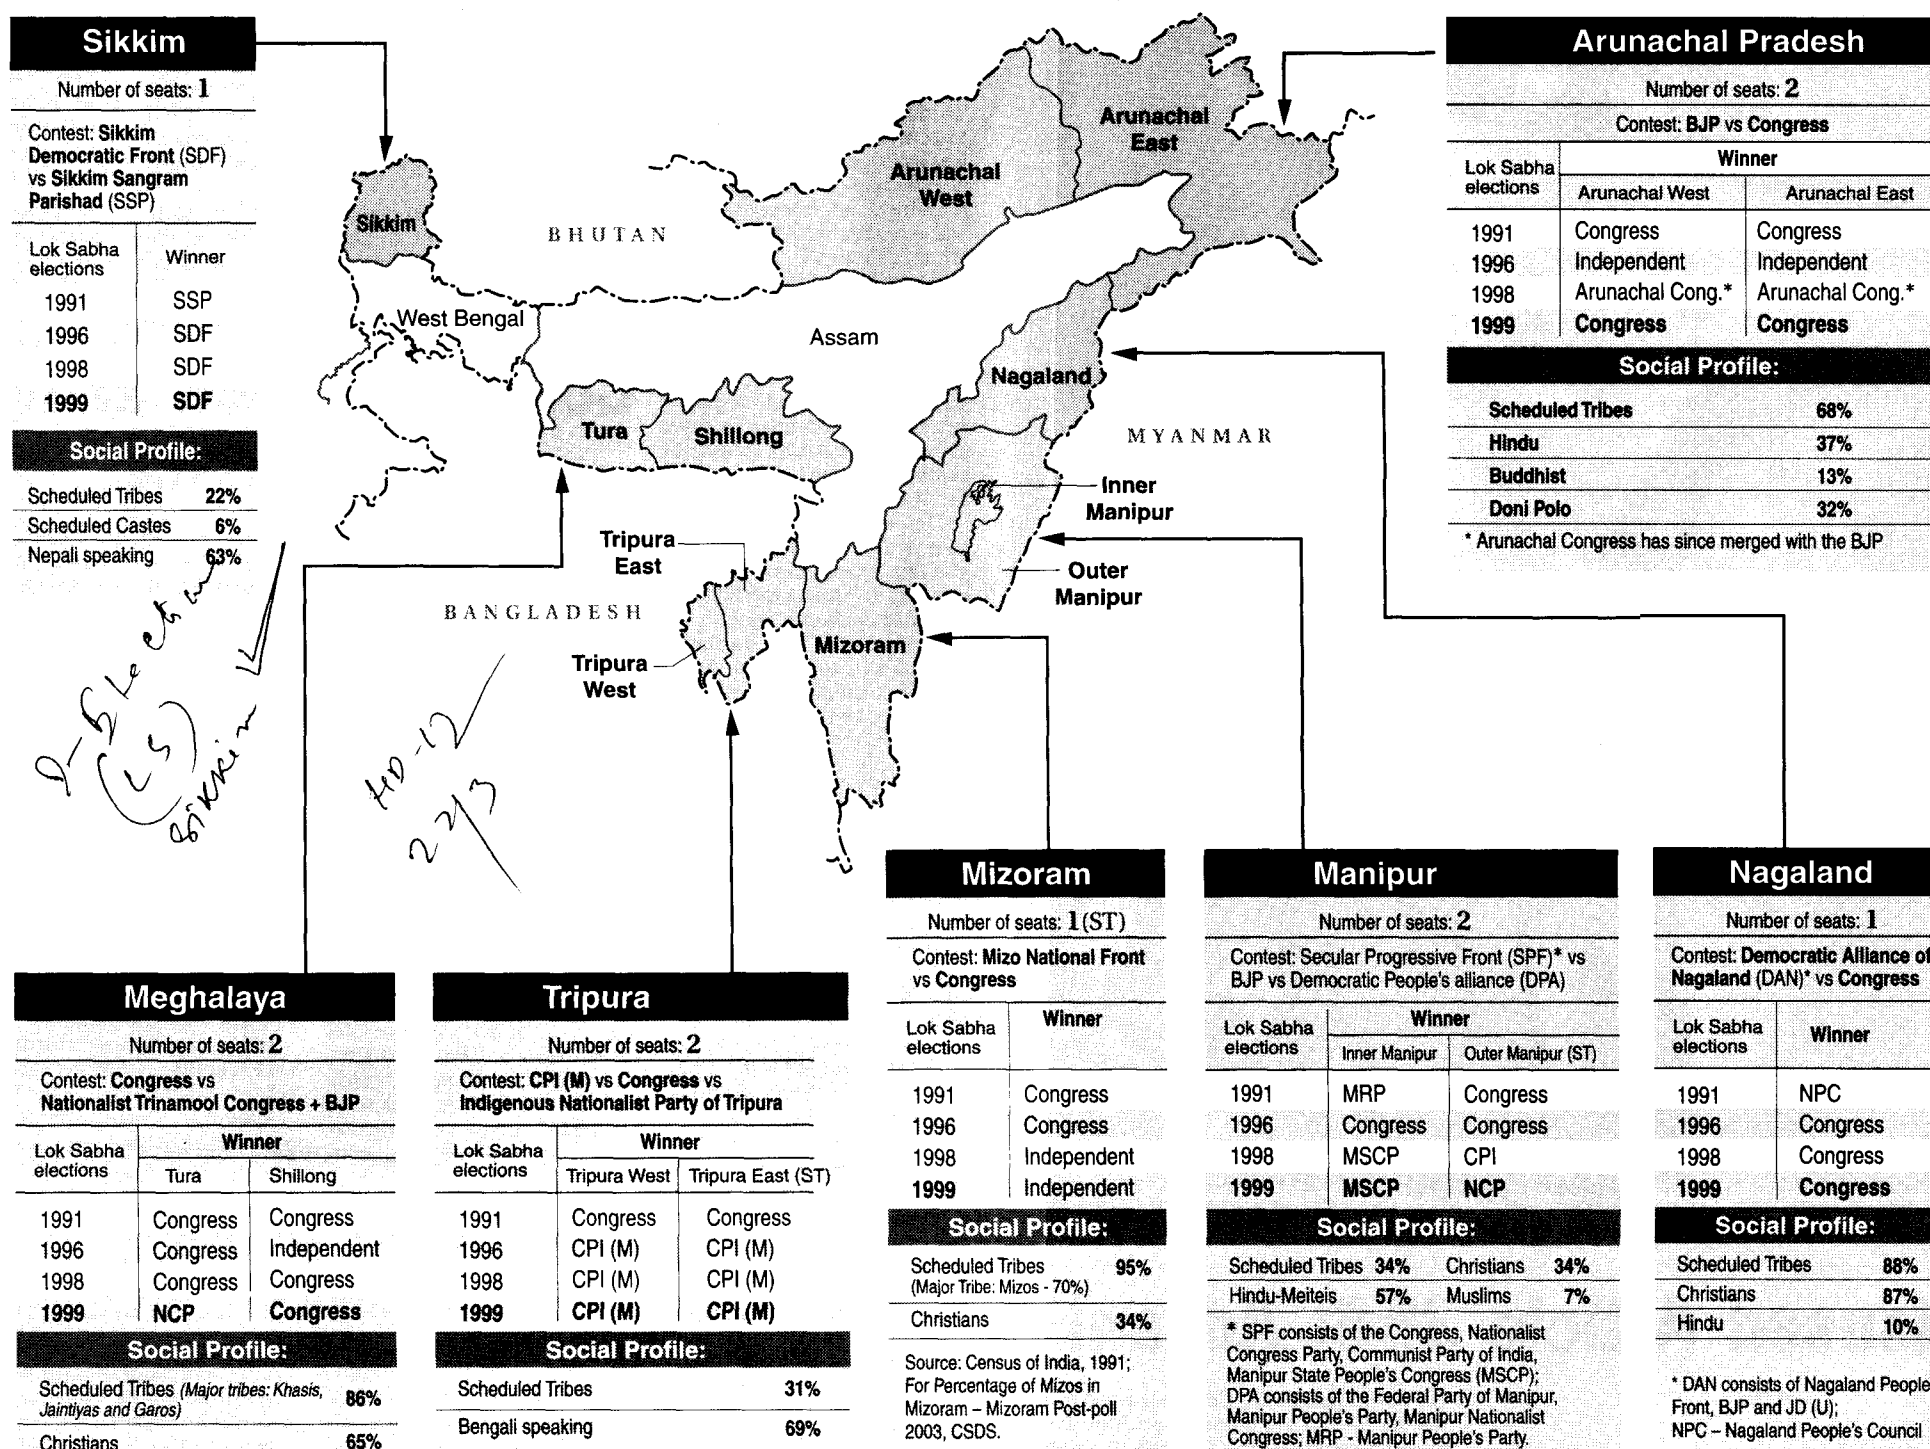 Sikkim
Number of seats: 1
Contest: Sikkim
Democratic Front (SDF)
vs Sikkim Sangram
Parishad (SSP)
Lok Sabha elections Winner
1991 SSP
1996 SDF
1998 SDF
1999 SDF
Social Profile:
Scheduled Tribes 22%
Scheduled Castes 6%
Nepali speaking 63%
(LS)
Sikkim
22/3
Sikkim
BHUTAN
West Bengal
Assam
Arunachal
West
Arunachal
East
Nagaland
MYANMAR
Tura
Shillong
Inner
Manipur
Outer
Manipur
Tripura
East
BANGLADESH
Tripura
West
Mizoram
Arunachal Pradesh
Number of seats: 2
Contest: BJP vs Congress
Lok Sabha elections Winner
Arunachal West Arunachal East
1991 Congress Congress
1996 Independent Independent
1998 Arunachal Cong.* Arunachal Cong.*
1999 Congress Congress
Social Profile:
Scheduled Tribes 68%
Hindu 37%
Buddhist 13%
Doni Polo 32%
* Arunachal Congress has since merged with the BJP
Meghalaya
Number of seats: 2
Contest: Congress vs
Nationalist Trinamool Congress + BJP
Lok Sabha elections Winner
Tura Shillong
1991 Congress Congress
1996 Congress Independent
1998 Congress Congress
1999 NCP Congress
Social Profile:
Scheduled Tribes (Major tribes: Khasis,
Jaintiyas and Garos) 86%
Christians 65%
Tripura
Number of seats: 2
Contest: CPI (M) vs Congress vs
Indigenous Nationalist Party of Tripura
Lok Sabha elections Winner
Tripura West Tripura East (ST)
1991 Congress Congress
1996 CPI (M) CPI (M)
1998 CPI (M) CPI (M)
1999 CPI (M) CPI (M)
Social Profile:
Scheduled Tribes 31%
Bengali speaking 69%
Mizoram
Number of seats: 1(ST)
Contest: Mizo National Front
vs Congress
Lok Sabha elections Winner
1991 Congress
1996 Congress
1998 Independent
1999 Independent
Social Profile:
Scheduled Tribes 95%
(Major Tribe: Mizos - 70%)
Christians 34%
Source: Census of India, 1991;
For Percentage of Mizos in
Mizoram – Mizoram Post-poll
2003, CSDS.
Manipur
Number of seats: 2
Contest: Secular Progressive Front (SPF)* vs
BJP vs Democratic People's alliance (DPA)
Lok Sabha elections Winner
Inner Manipur Outer Manipur (ST)
1991 MRP Congress
1996 Congress Congress
1998 MSCP CPI
1999 MSCP NCP
Social Profile:
Scheduled Tribes 34% Christians 34%
Hindu-Meiteis 57% Muslims 7%
* SPF consists of the Congress, Nationalist
Congress Party, Communist Party of India,
Manipur State People's Congress (MSCP);
DPA consists of the Federal Party of Manipur,
Manipur People's Party, Manipur Nationalist
Congress; MRP - Manipur People's Party.
Nagaland
Number of seats: 1
Contest: Democratic Alliance of
Nagaland (DAN)* vs Congress
Lok Sabha elections Winner
1991 NPC
1996 Congress
1998 Congress
1999 Congress
Social Profile:
Scheduled Tribes 88%
Christians 87%
Hindu 10%
* DAN consists of Nagaland People
Front, BJP and JD (U);
NPC – Nagaland People's Council